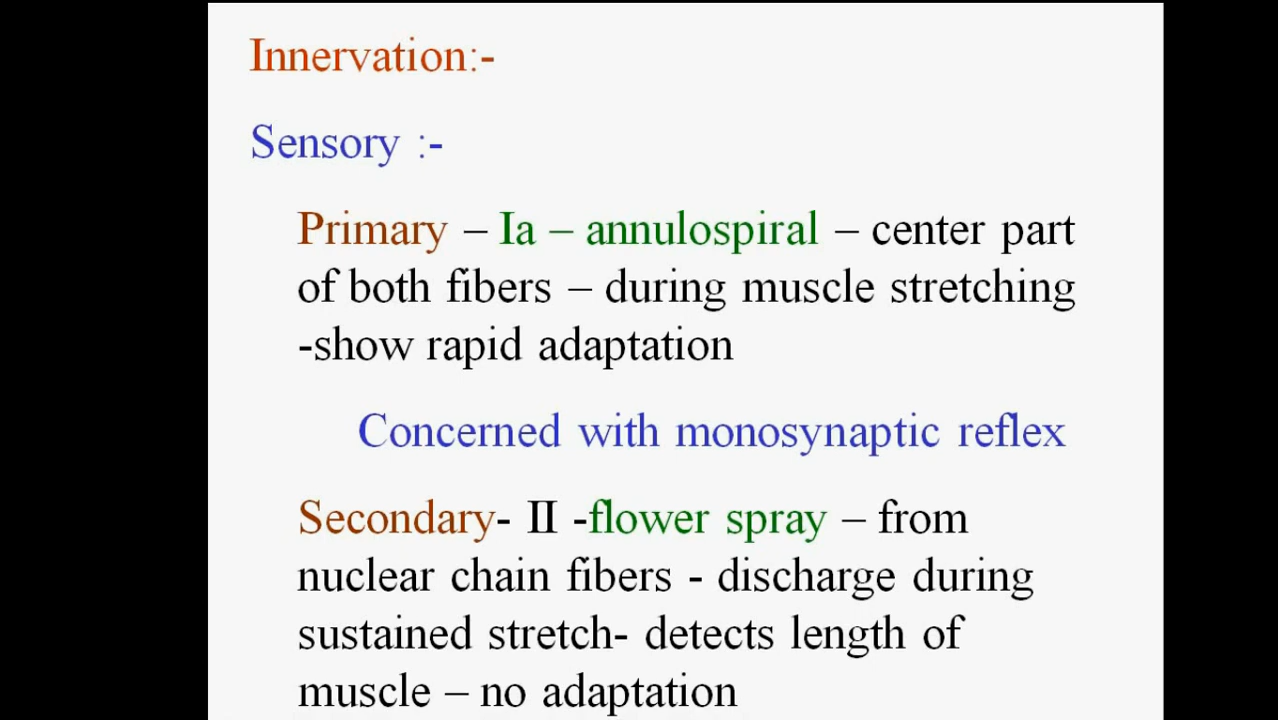 Innervation:-
Sensory :-
Primary – Ia – annulospiral – center part
of both fibers – during muscle stretching
-show rapid adaptation
Concerned with monosynaptic reflex
Secondary- II -flower spray – from
nuclear chain fibers - discharge during
sustained stretch- detects length of
muscle – no adaptation